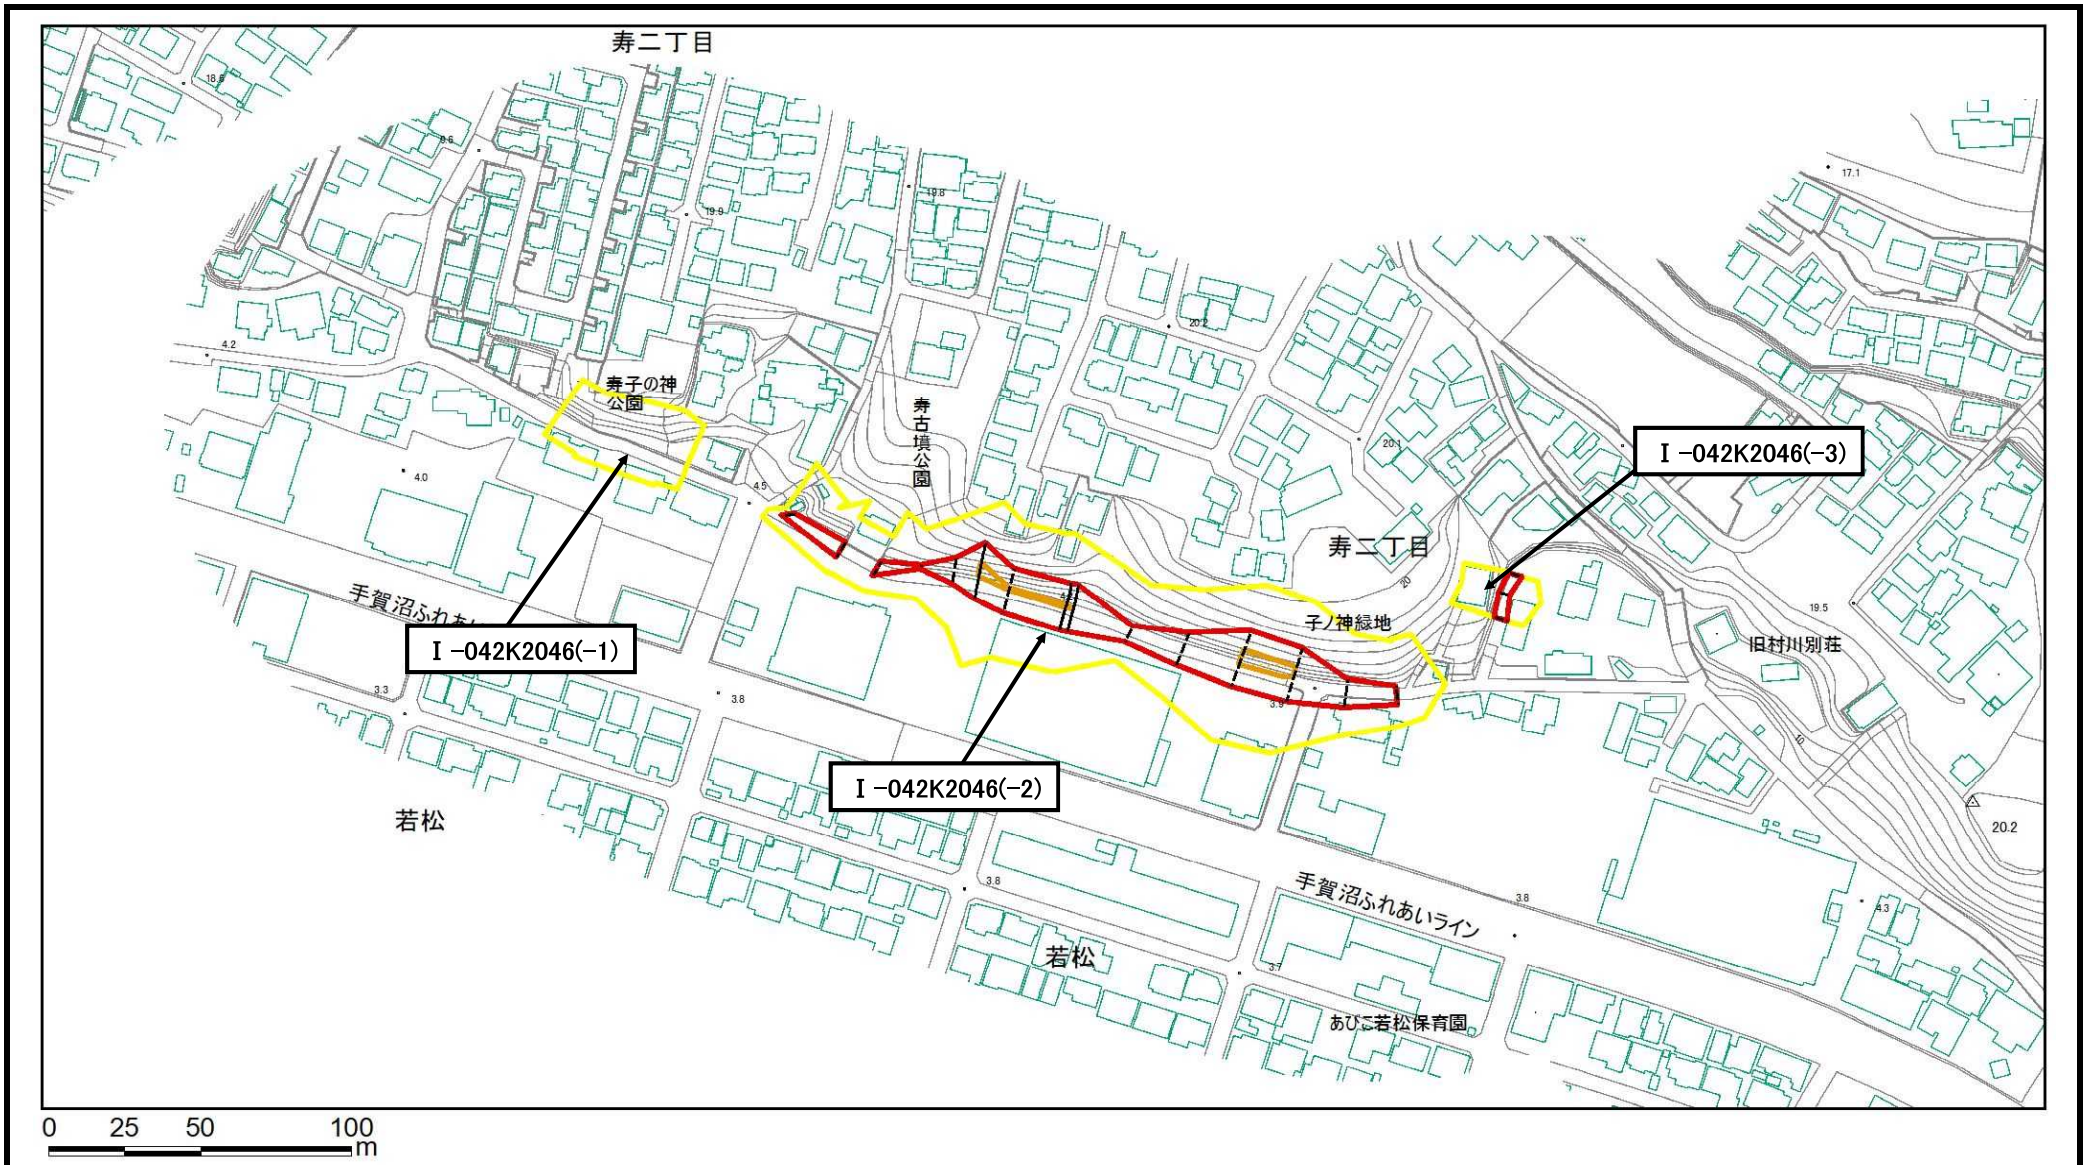 寿二丁目
18.6
9.6
17.1
19.8
19.9
20.2
4.2
寿子の神
公園
寿古墳公園
20.1
Ⅰ-042K2046(-3)
4.0
4.5
寿二丁目
20
手賀沼ふれあい
子ノ神緑地
19.5
旧村川別荘
Ⅰ-042K2046(-1)
3.3
3.8
3.9
10
Ⅰ-042K2046(-2)
若松
20.2
3.8
手賀沼ふれあいライン
3.8
4.3
若松
3.7
あびこ若松保育園
0 25 50 100
m